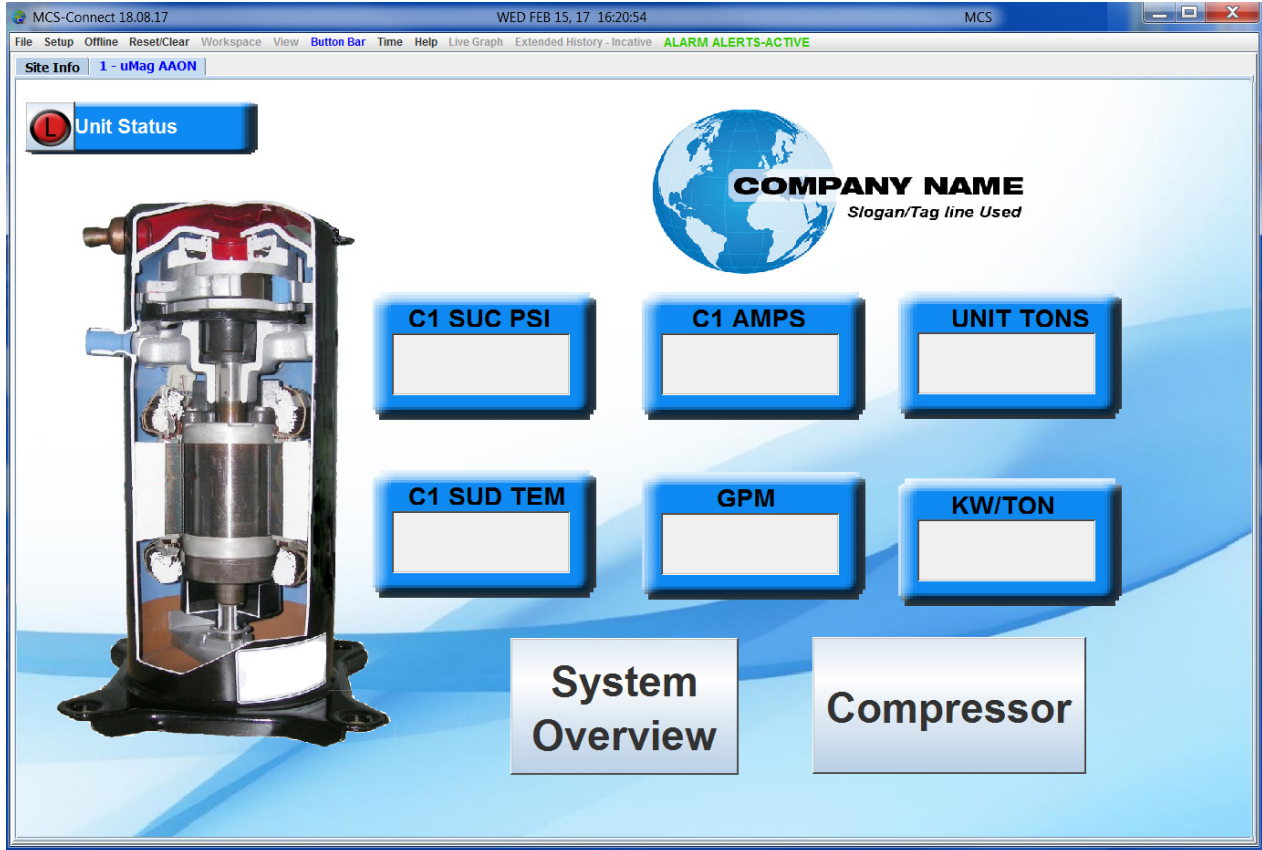 MCS-Connect 18.08.17 WED FEB 15, 17 16:20:54 MCS
File Setup Offline Reset/Clear Workspace View Button Bar Time Help Live Graph Extended History - Incative ALARM ALERTS-ACTIVE
Site Info 1 - uMag AAON
L Unit Status
COMPANY NAME
Slogan/Tag line Used
C1 SUC PSI C1 AMPS UNIT TONS
C1 SUD TEM GPM KW/TON
System
Overview
Compressor